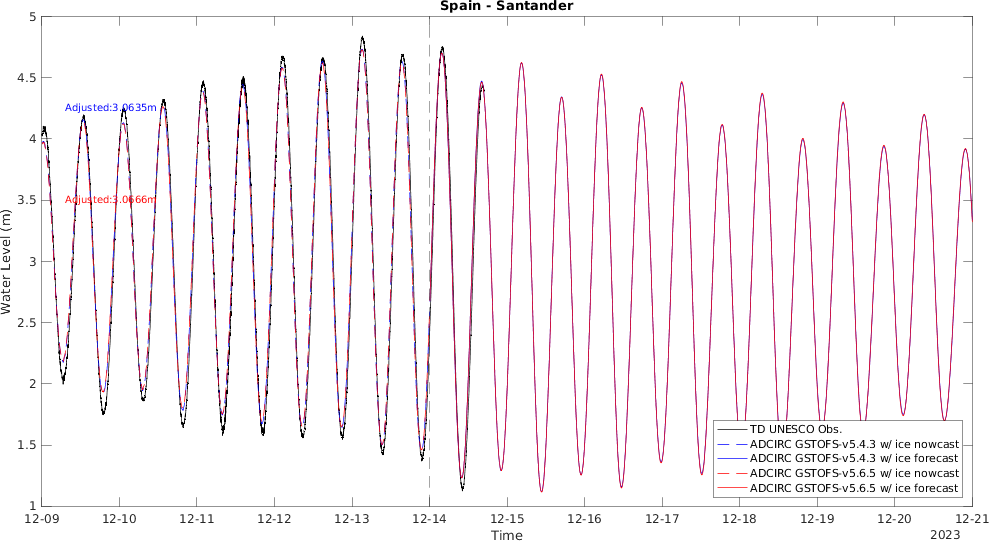 Spain - Santander
5
4.5
4
3.5
3
2.5
2
1.5
1
Water Level (m)
Adjusted:3.0635m
Adjusted:3.0666m
TD UNESCO Obs.
ADCIRC GSTOFS-v5.4.3 w/ ice nowcast
ADCIRC GSTOFS-v5.4.3 w/ ice forecast
ADCIRC GSTOFS-v5.6.5 w/ ice nowcast
ADCIRC GSTOFS-v5.6.5 w/ ice forecast
12-09 12-10 12-11 12-12 12-13 12-14 12-15 12-16 12-17 12-18 12-19 12-20 12-21
Time
2023